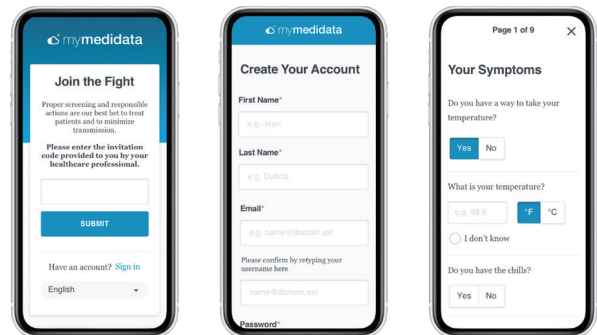 mymedidata
Join the Fight
Proper screening and responsible
actions are our best bet to treat
patients and to minimize
transmission.
Please enter the invitation
code provided to you by your
healthcare professional.
SUBMIT
Have an account? Sign in
English
mymedidata
Create Your Account
First Name*
e.g. Jean
Last Name*
e.g. Dubois
Email*
e.g. name@domain.ext
Please confirm by retyping your
username here
name@domain.ext
Password*
Page 1 of 9
Your Symptoms
Do you have a way to take your
temperature?
Yes No
What is your temperature?
e.g. 98.6 °F °C
I don't know
Do you have the chills?
Yes No